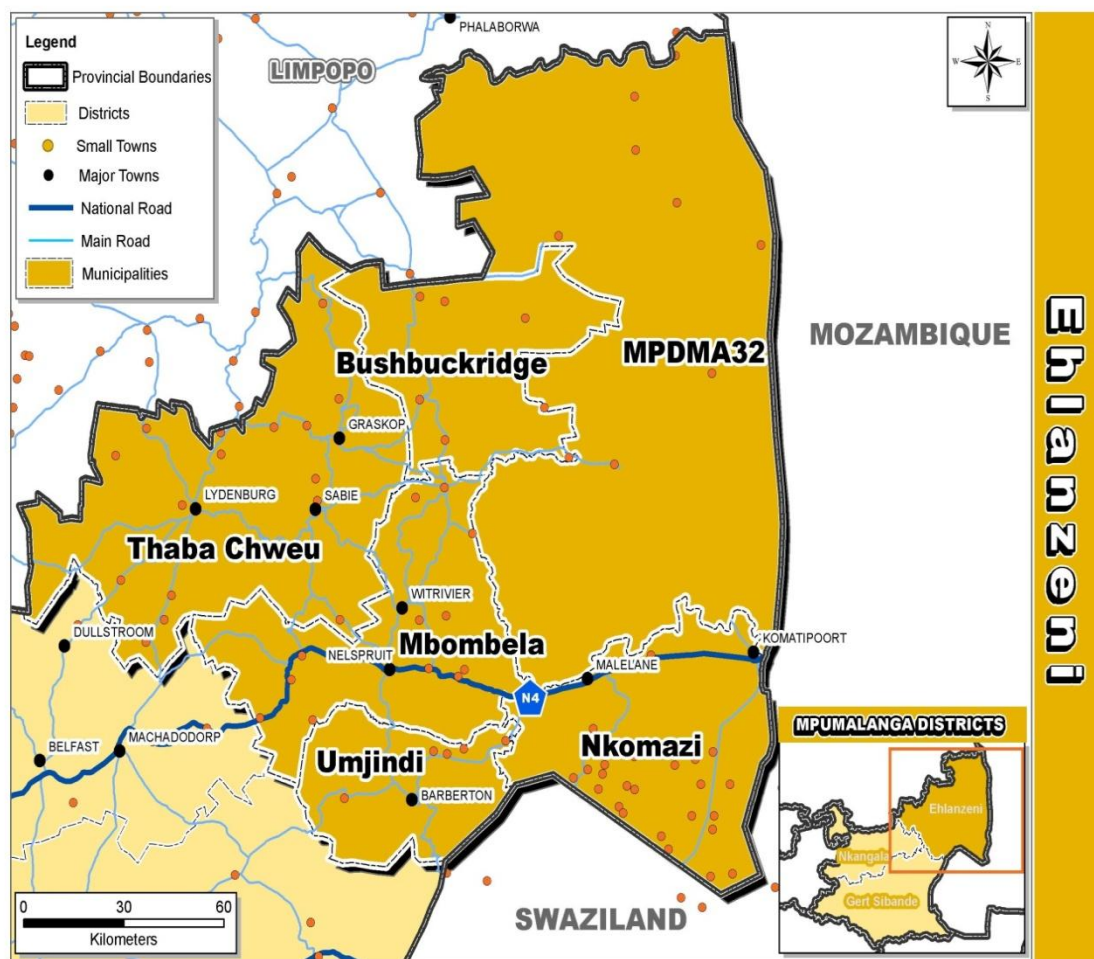 Legend
Provincial Boundaries
Districts
Small Towns
Major Towns
National Road
Main Road
Municipalities
PHALABORWA
LIMPOPO
N
W
E
S
Ehlanzeni
MOZAMBIQUE
MPDMA32
Bushbuckridge
GRASKOP
LYDENBURG
SABIE
Thaba Chweu
WITRIVIER
DULLSTROOM
Mbombela
KOMATIPOORT
NELSPRUIT
MALEL'ANE
N4
BELFAST
MACHADODORP
Umjindi
Nkomazi
BARBERTON
MPUMALANGA DISTRICTS
Ehlanzeni
Nkangala
Gert Sibande
SWAZILAND
0 30 60
Kilometers